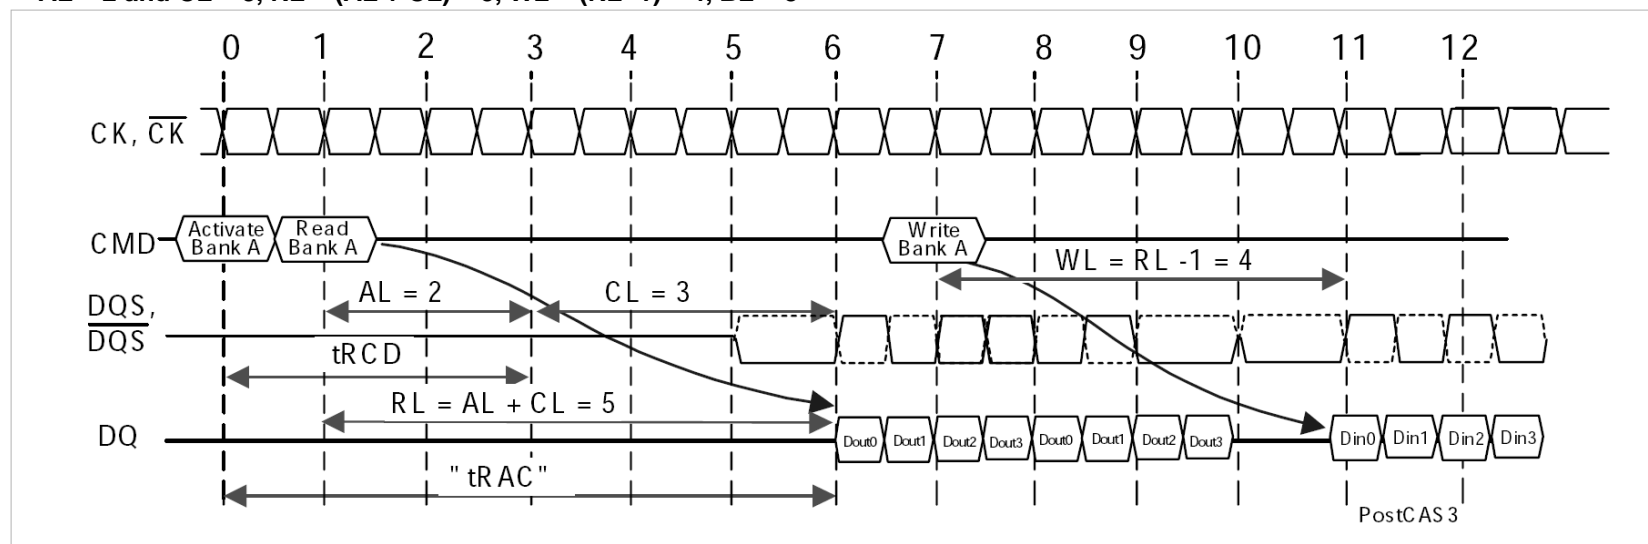 0 1 2 3 4 5 6 7 8 9 10 11 12
CK, CK
Activate Bank A
Read Bank A
Write Bank A
CMD
WL = RL -1 = 4
AL = 2
CL = 3
DQS,
DQS
tRCD
RL = AL + CL = 5
DQ
Dout0 Dout1 Dout2 Dout3 Dout0 Dout1 Dout2 Dout3
Din0 Din1 Din2 Din3
"tRAC"
PostCAS3